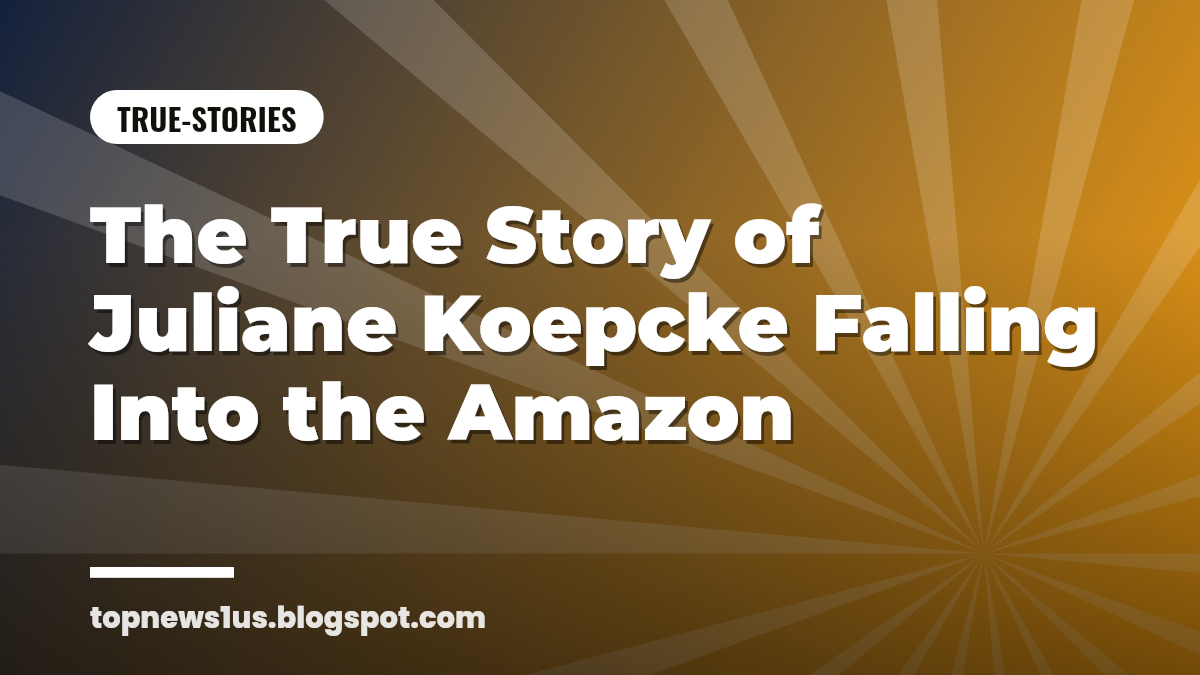 TRUE-STORIES
The True Story of
Juliane Koepcke Falling
Into the Amazon
topnews1us.blogspot.com